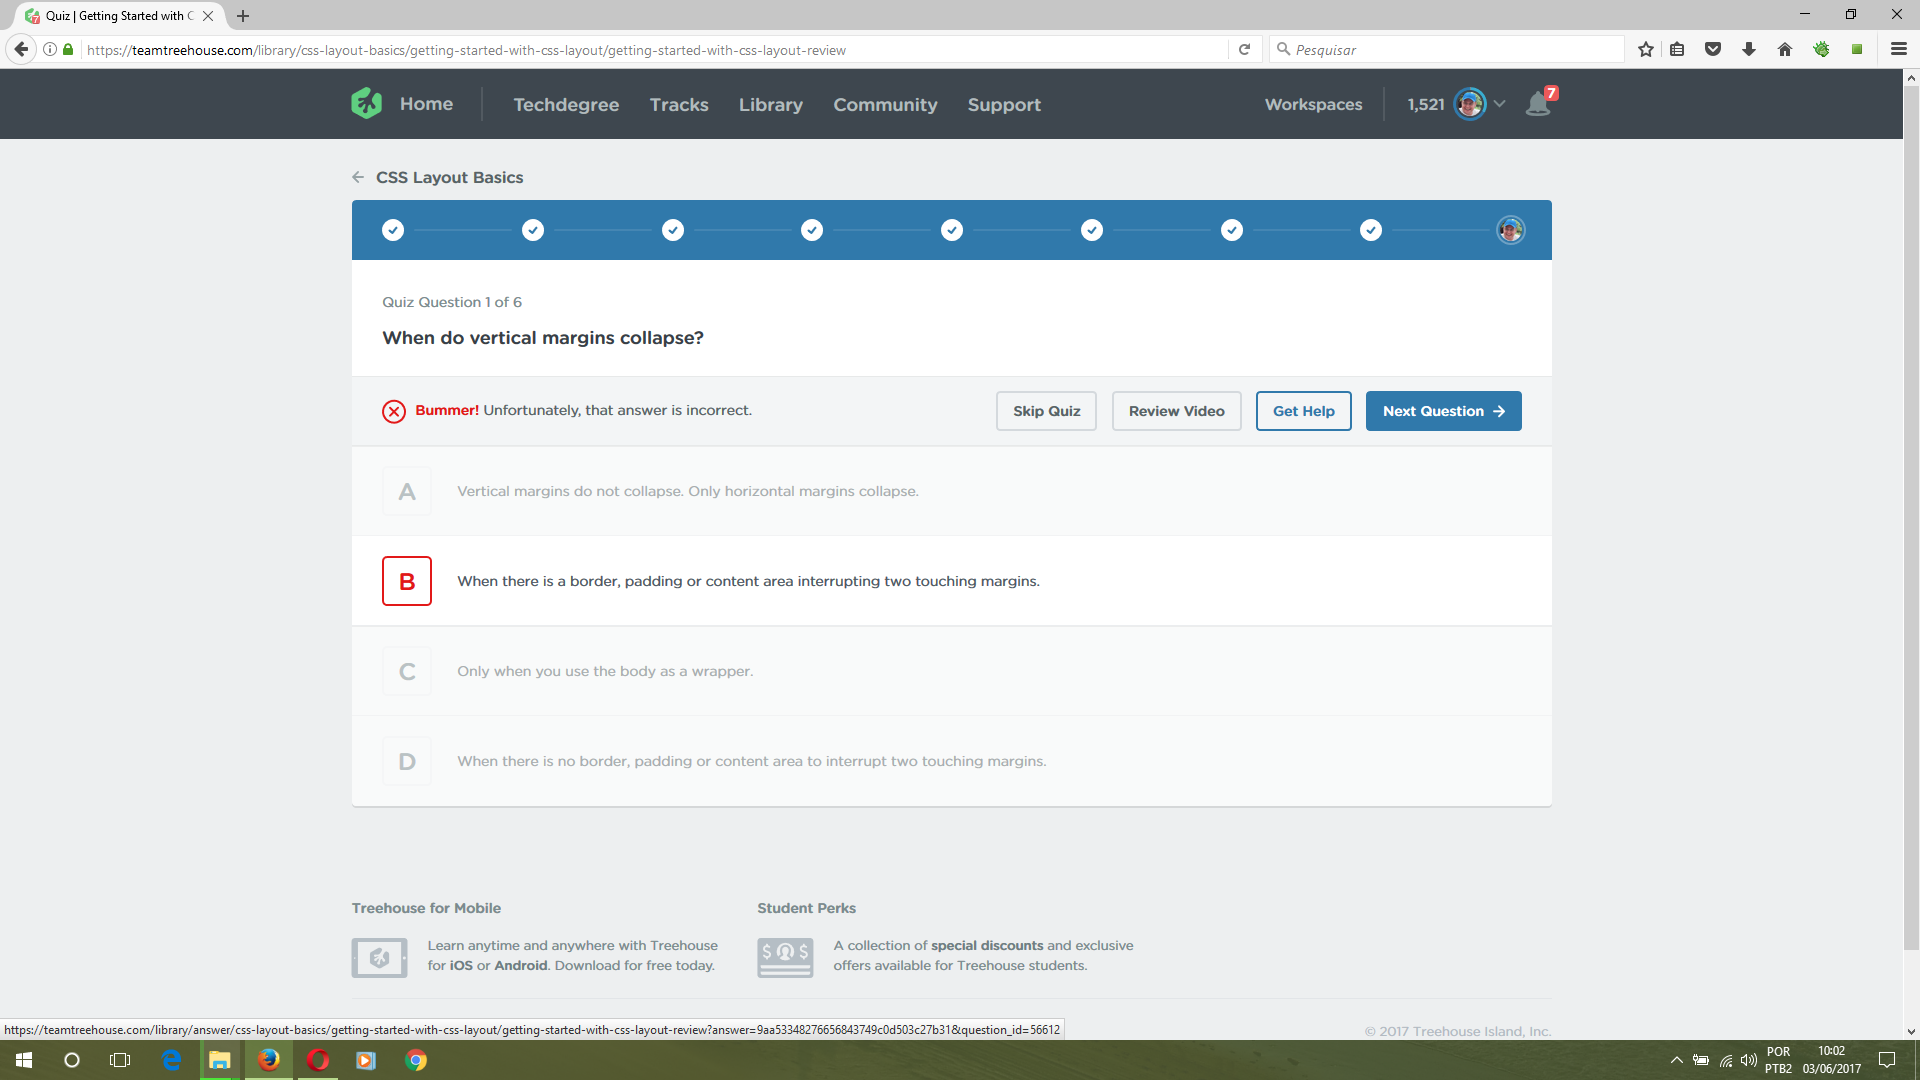 Quiz | Getting Started with C
https://teamtreehouse.com/library/css-layout-basics/getting-started-with-css-layout/getting-started-with-css-layout-review
Pesquisar
Home
Techdegree
Tracks
Library
Community
Support
Workspaces
1,521
7
CSS Layout Basics
Quiz Question 1 of 6
When do vertical margins collapse?
Bummer! Unfortunately, that answer is incorrect.
Skip Quiz
Review Video
Get Help
Next Question →
A
Vertical margins do not collapse. Only horizontal margins collapse.
B
When there is a border, padding or content area interrupting two touching margins.
C
Only when you use the body as a wrapper.
D
When there is no border, padding or content area to interrupt two touching margins.
Treehouse for Mobile
Learn anytime and anywhere with Treehouse
for iOS or Android. Download for free today.
Student Perks
A collection of special discounts and exclusive
offers available for Treehouse students.
https://teamtreehouse.com/library/answer/css-layout-basics/getting-started-with-css-layout/getting-started-with-css-layout-review?answer=9aa53348276656843749c0d503c27b31&question_id=56612
© 2017 Treehouse Island, Inc.
POR
PTB2
10:02
03/06/2017